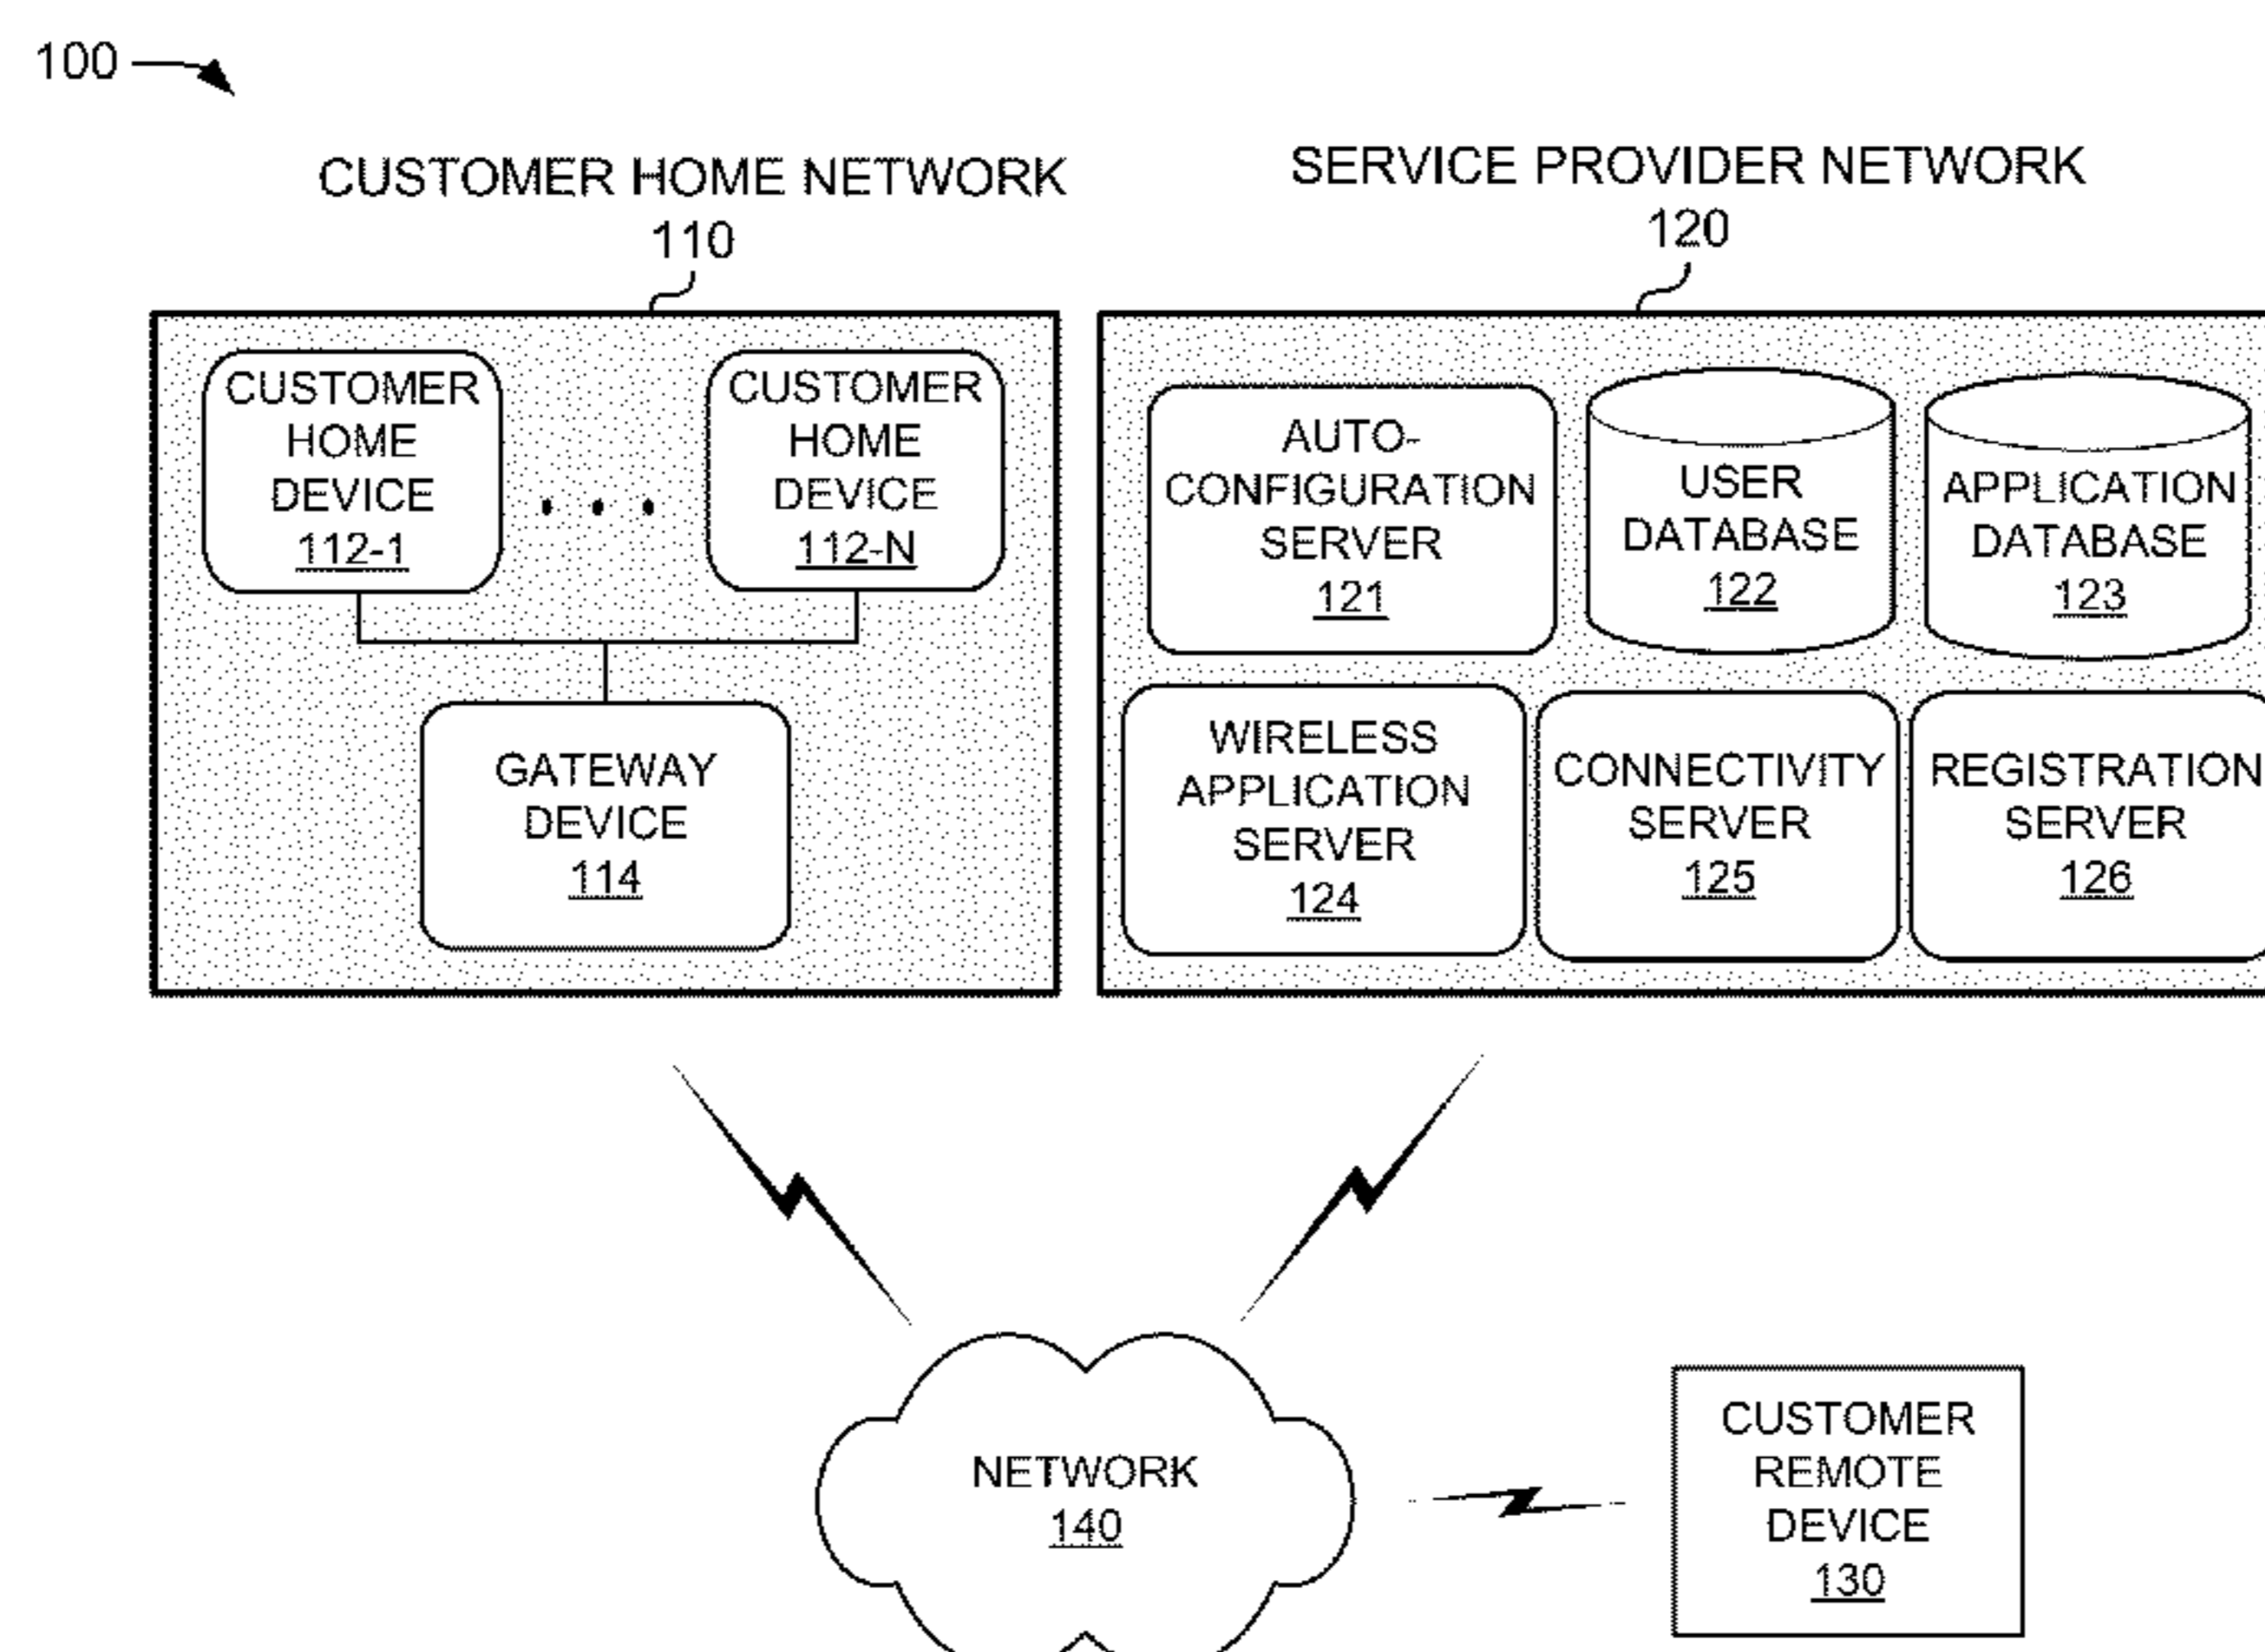 100
CUSTOMER HOME NETWORK
110
SERVICE PROVIDER NETWORK
120
CUSTOMER
HOME
DEVICE
112-1
CUSTOMER
HOME
DEVICE
112-N
GATEWAY
DEVICE
114
AUTO-
CONFIGURATION
SERVER
121
USER
DATABASE
122
APPLICATION
DATABASE
123
WIRELESS
APPLICATION
SERVER
124
CONNECTIVITY
SERVER
125
REGISTRATION
SERVER
126
NETWORK
140
CUSTOMER
REMOTE
DEVICE
130